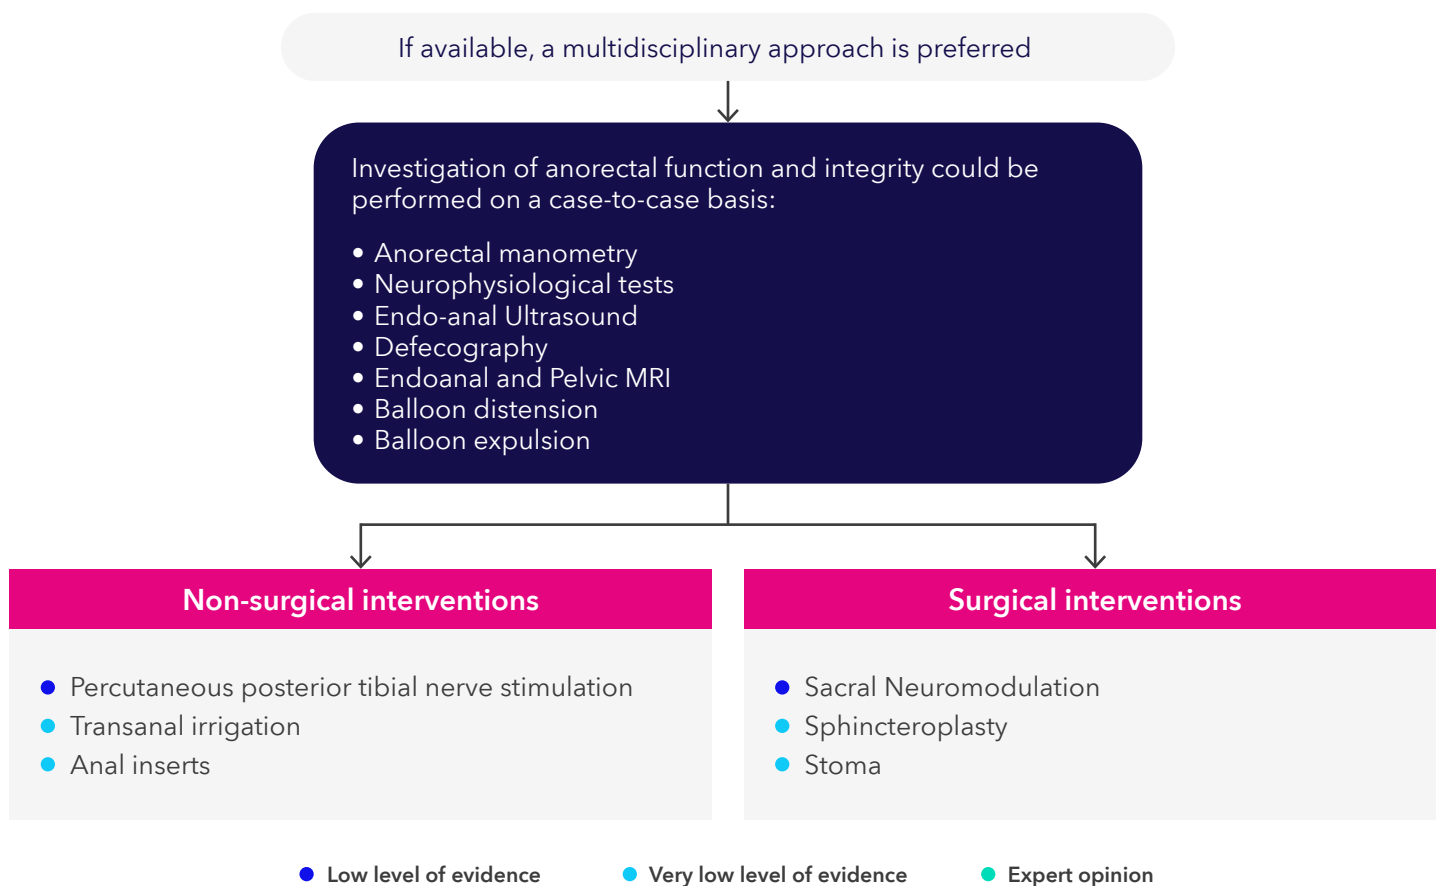 If available, a multidisciplinary approach is preferred
Investigation of anorectal function and integrity could be
performed on a case-to-case basis:
• Anorectal manometry
• Neurophysiological tests
• Endo-anal Ultrasound
• Defecography
• Endoanal and Pelvic MRI
• Balloon distension
• Balloon expulsion
Non-surgical interventions
Percutaneous posterior tibial nerve stimulation
Transanal irrigation
Anal inserts
Surgical interventions
Sacral Neuromodulation
Sphincteroplasty
Stoma
Low level of evidence
Very low level of evidence
Expert opinion